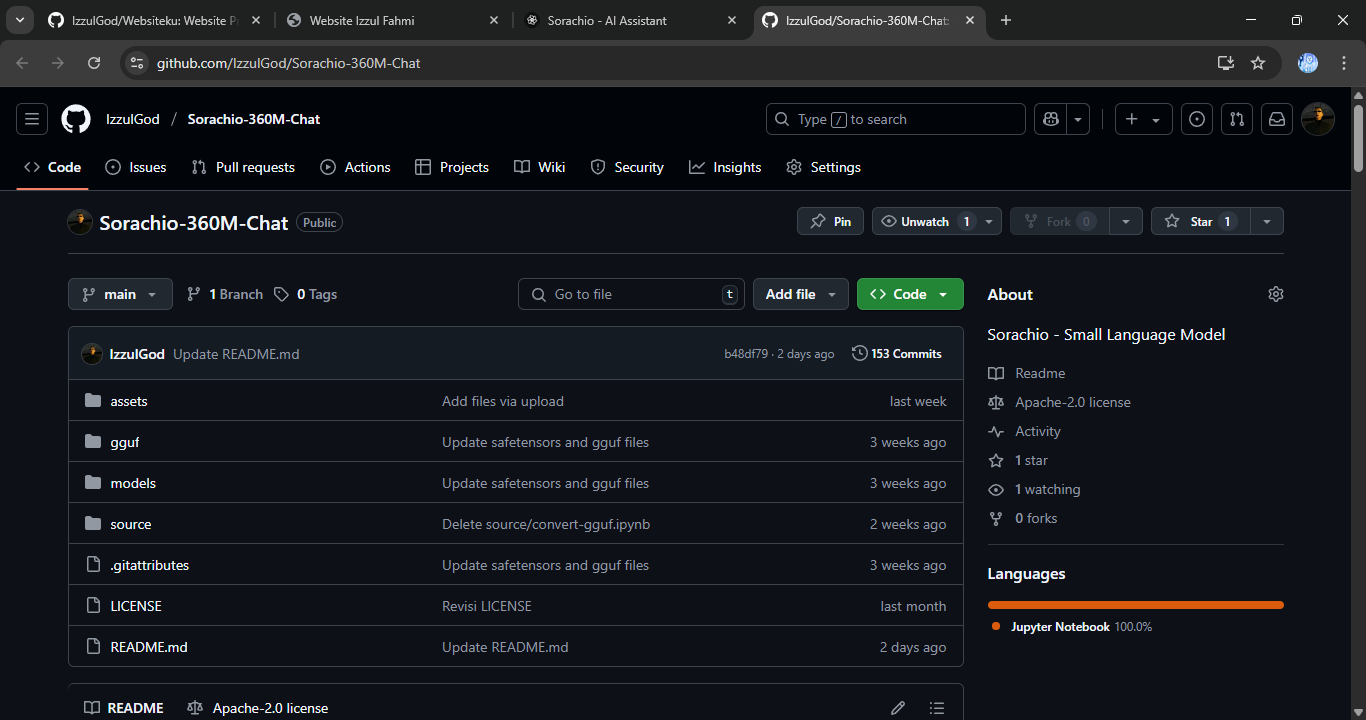 IzzulGod/Websiteku: Website P
Website Izzul Fahmi
Sorachio - AI Assistant
IzzulGod/Sorachio-360M-Chat:
github.com/IzzulGod/Sorachio-360M-Chat
IzzulGod / Sorachio-360M-Chat
Type / to search
Code Issues Pull requests Actions Projects Wiki Security Insights Settings
Sorachio-360M-Chat Public
Pin Unwatch 1 Fork 0 Star 1
main 1 Branch 0 Tags
Go to file t Add file Code
IzzulGod Update README.md b48df79 · 2 days ago 153 Commits
assets Add files via upload last week
gguf Update safetensors and gguf files 3 weeks ago
models Update safetensors and gguf files 3 weeks ago
source Delete source/convert-gguf.ipynb 2 weeks ago
.gitattributes Update safetensors and gguf files 3 weeks ago
LICENSE Revisi LICENSE last month
README.md Update README.md 2 days ago
README Apache-2.0 license
About
Sorachio - Small Language Model
Readme
Apache-2.0 license
Activity
1 star
1 watching
0 forks
Languages
Jupyter Notebook 100.0%